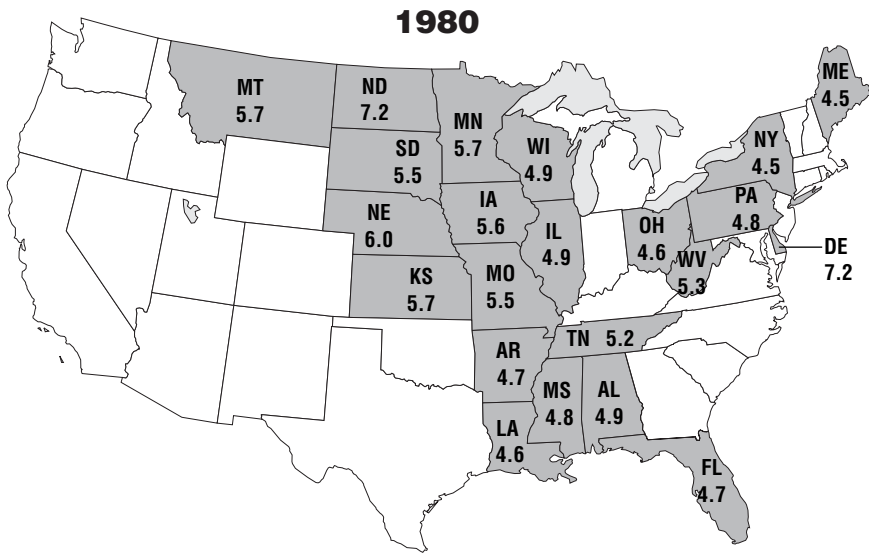 1980
MT
5.7
ND
7.2
MN
5.7
SD
5.5
WI
4.9
ME
4.5
NY
4.5
PA
4.8
NE
6.0
IA
5.6
IL
4.9
OH
4.6
WV
5.3
DE
7.2
KS
5.7
MO
5.5
TN 5.2
AR
4.7
MS
4.8
AL
4.9
LA
4.6
FL
4.7